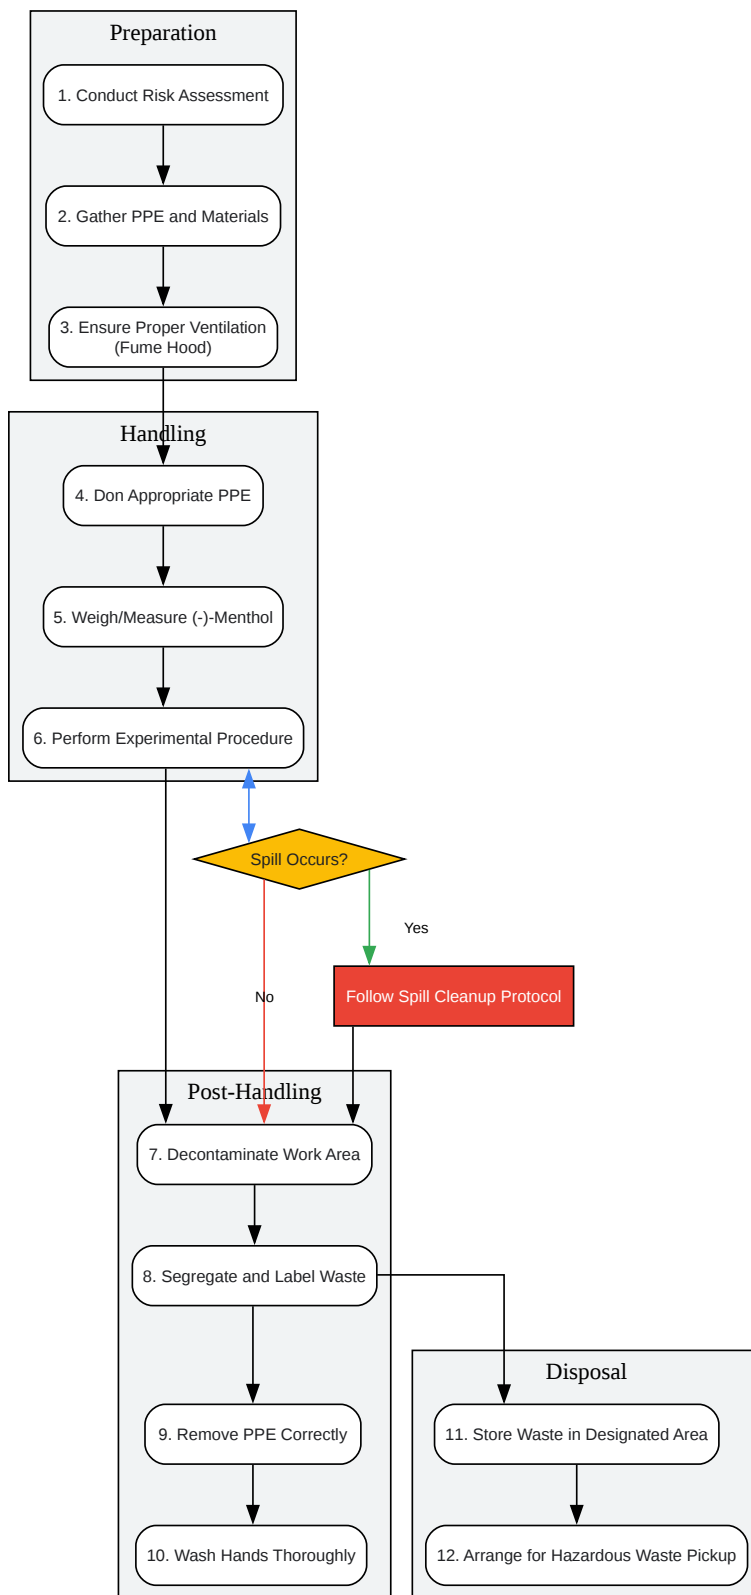 Preparation
1. Conduct Risk Assessment
2. Gather PPE and Materials
3. Ensure Proper Ventilation
(Fume Hood)
Handling
4. Don Appropriate PPE
5. Weigh/Measure (-)-Menthol
6. Perform Experimental Procedure
Spill Occurs?
Yes
No
Follow Spill Cleanup Protocol
Post-Handling
7. Decontaminate Work Area
8. Segregate and Label Waste
9. Remove PPE Correctly
10. Wash Hands Thoroughly
Disposal
11. Store Waste in Designated Area
12. Arrange for Hazardous Waste Pickup